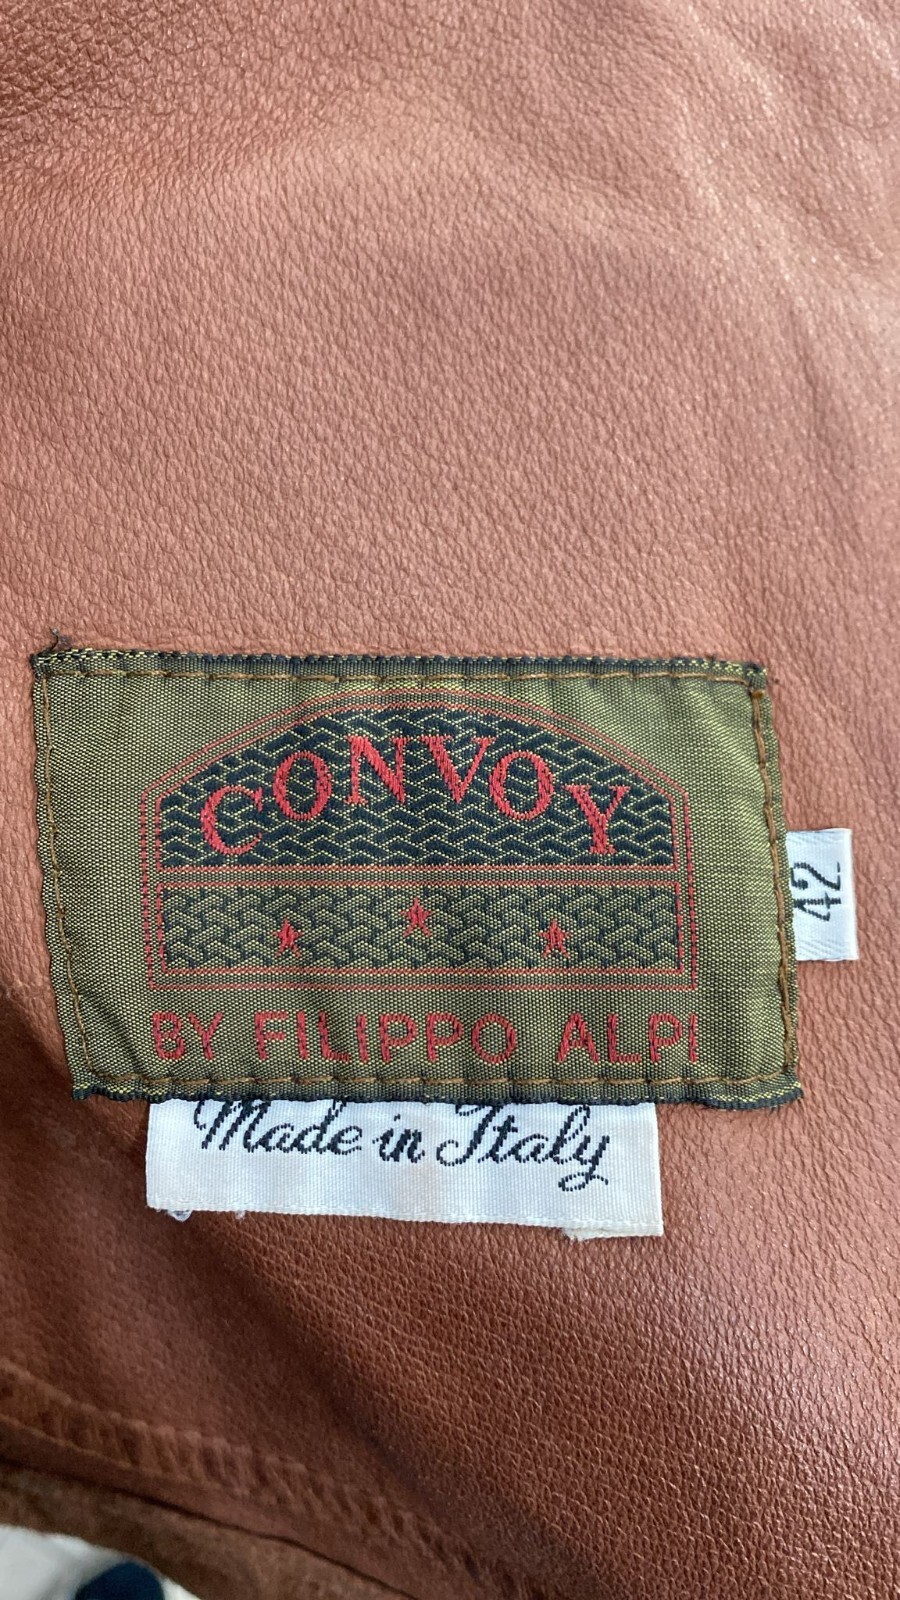 CONVOY
BY FILIPPO ALPI
42
Made in Italy